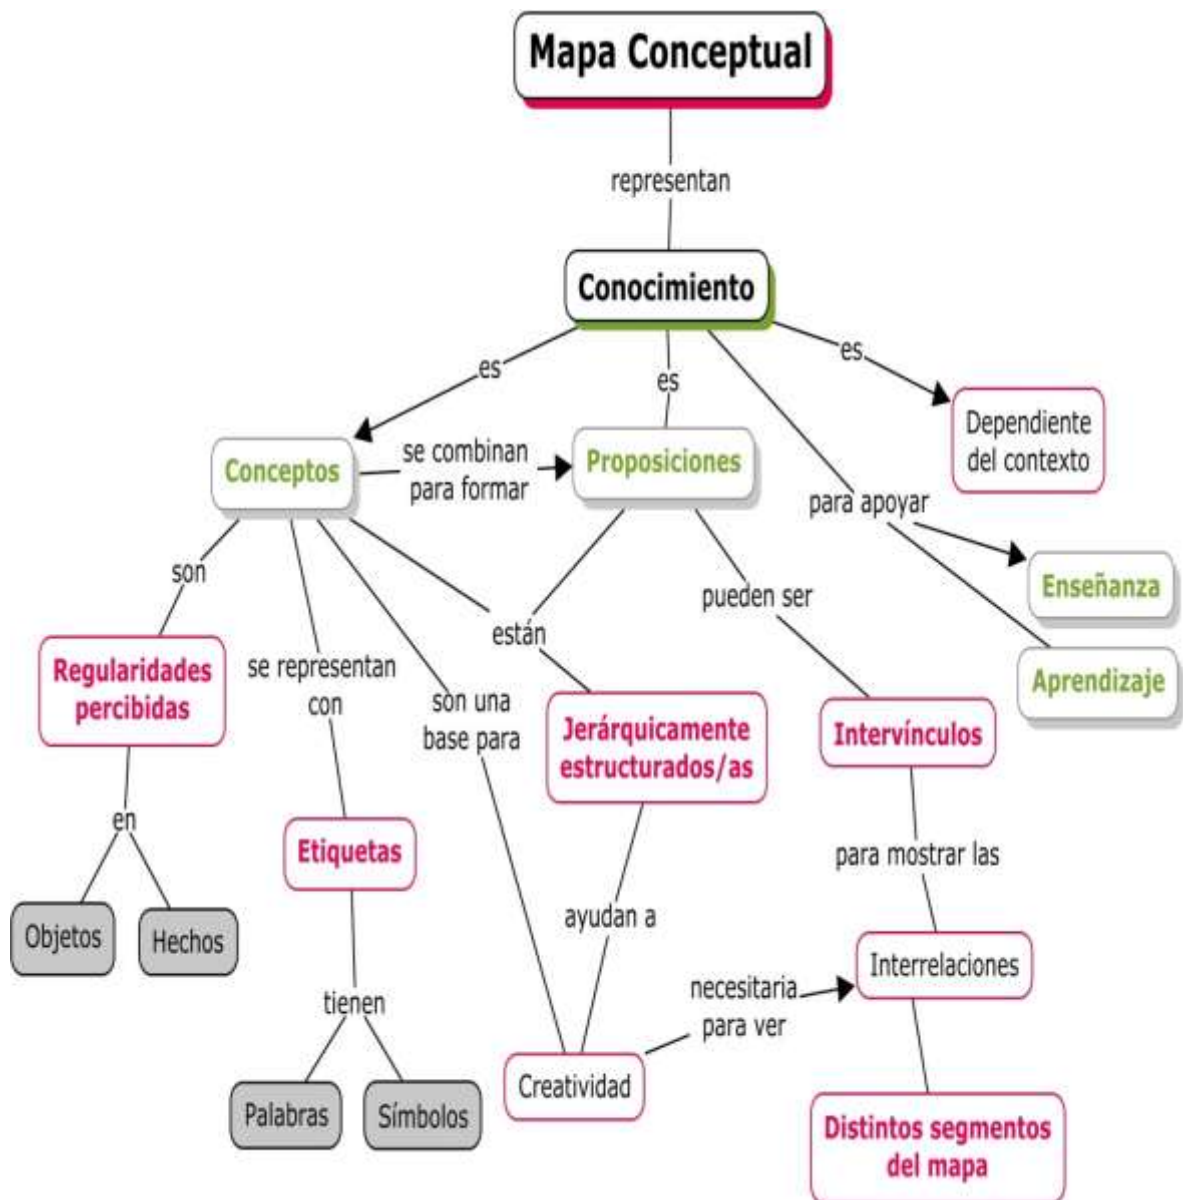 Mapa Conceptual
representan
Conocimiento
es
es
es
Dependiente
del contexto
Conceptos
se combinan
para formar
Proposiciones
para apoyar
Enseñanza
Aprendizaje
son
pueden ser
están
Regularidades
percibidas
se representan
con
son una
base para
Jerárquicamente
estructurados/as
Intervínculos
en
Etiquetas
para mostrar las
Objetos
Hechos
ayudan a
Interrelaciones
tienen
necesitaria
para ver
Palabras
Símbolos
Creatividad
Distintos segmentos
del mapa